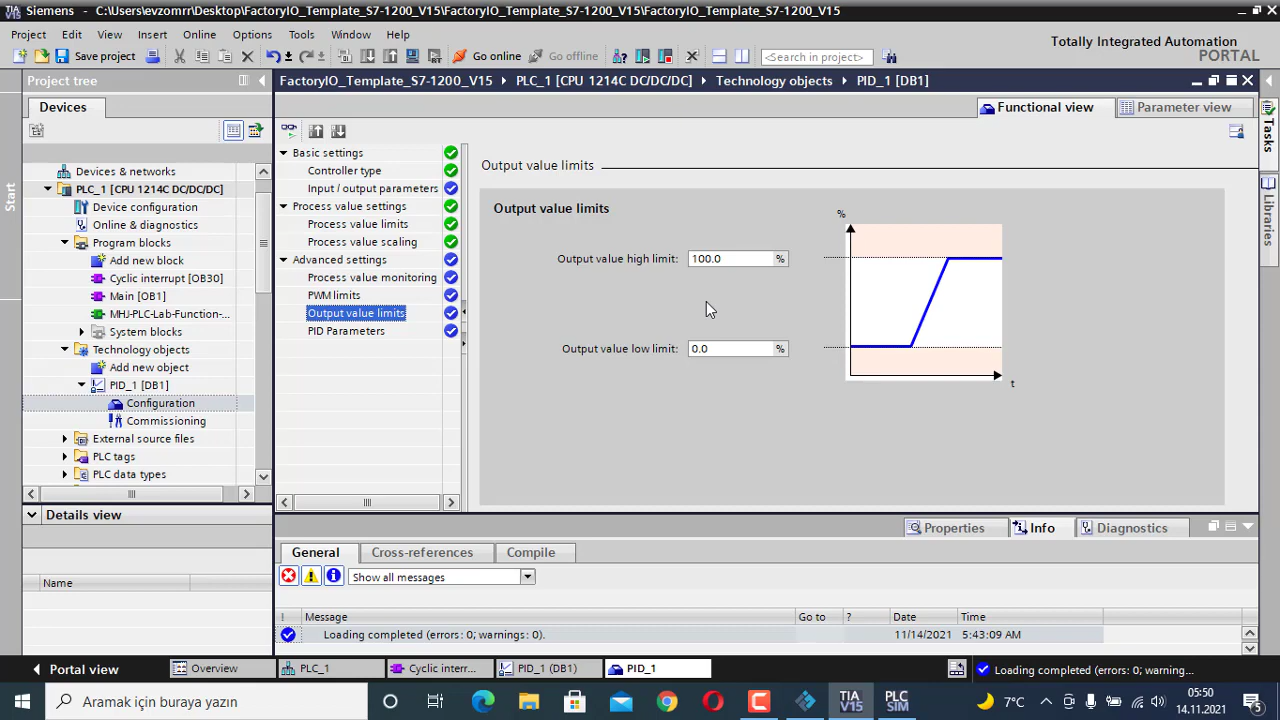 Siemens - C:\Users\evzomrr\Desktop\FactoryIO_Template_S7-1200_V15\FactoryIO_Template_S7-1200_V15\FactoryIO_Template_S7-1200_V15
Project Edit View Insert Online Options Tools Window Help
Totally Integrated Automation
PORTAL
Save project
Go online
Go offline
<Search in project>
Project tree
FactoryIO_Template_S7-1200_V15
PLC_1 [CPU 1214C DC/DC/DC]
Technology objects
PID_1 [DB1]
Devices
Functional view
Parameter view
Start
Devices & networks
PLC_1 [CPU 1214C DC/DC/DC]
Device configuration
Online & diagnostics
Program blocks
Add new block
Cyclic interrupt [OB30]
Main [OB1]
MHJ-PLC-Lab-Function-...
System blocks
Technology objects
Add new object
PID_1 [DB1]
Configuration
Commissioning
External source files
PLC tags
PLC data types
Details view
Name
Basic settings
Controller type
Input / output parameters
Process value settings
Process value limits
Process value scaling
Advanced settings
Process value monitoring
PWM limits
Output value limits
PID Parameters
Output value limits
Output value limits
%
Output value high limit: 100.0 %
Output value low limit: 0.0 %
t
Tasks
Libraries
Properties
Info
Diagnostics
General
Cross-references
Compile
Show all messages
! Message Go to ? Date Time
Loading completed (errors: 0; warnings: 0). 11/14/2021 5:43:09 AM
Portal view
Overview
PLC_1
Cyclic interr...
PID_1 (DB1)
PID_1
Loading completed (errors: 0; warning...
Aramak için buraya yazın
TIA V15
PLC SIM
7°C
05:50
14.11.2021
5